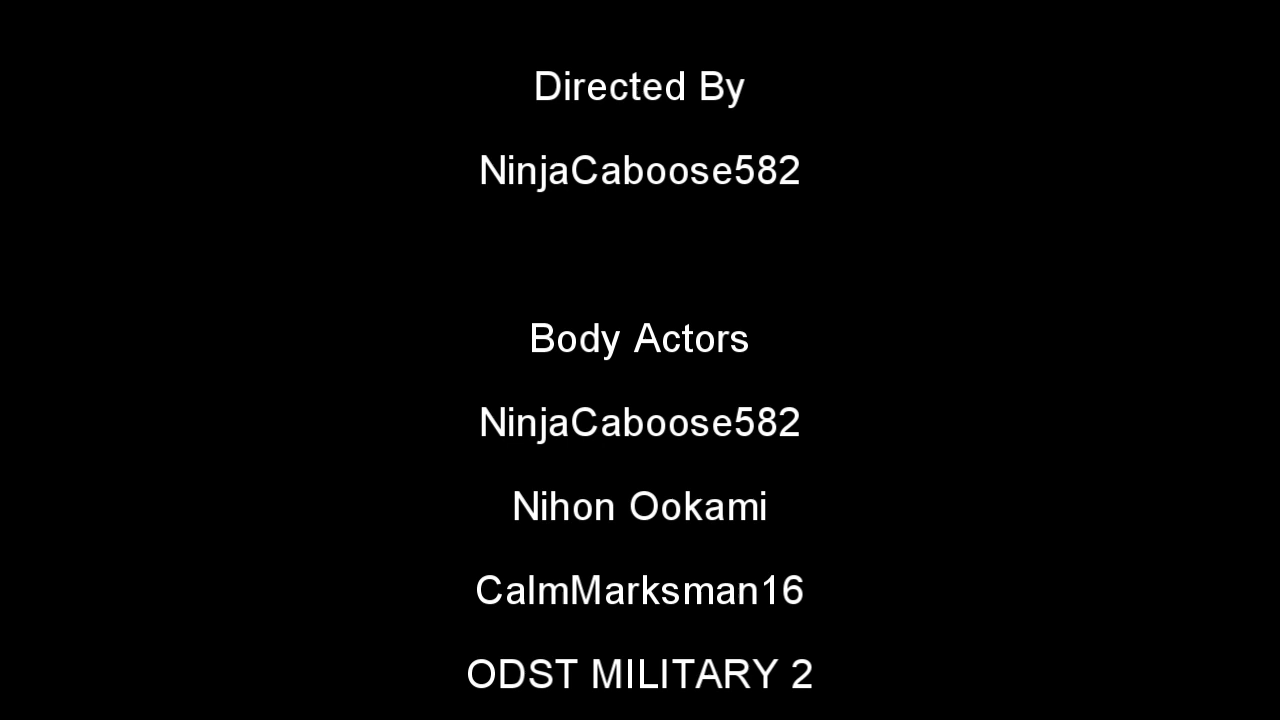 Directed By
NinjaCaboose582
Body Actors
NinjaCaboose582
Nihon Ookami
CalmMarksman16
ODST MILITARY 2